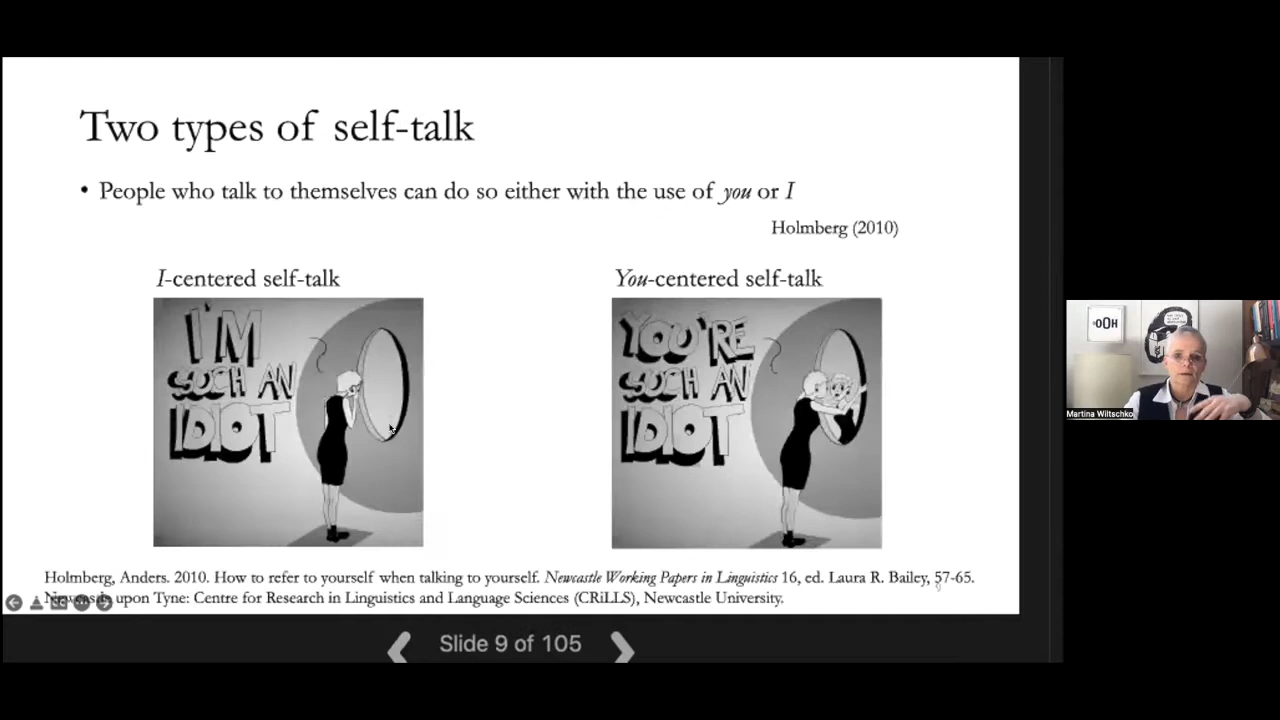 Two types of self-talk
• People who talk to themselves can do so either with the use of you or I
Holmberg (2010)
I-centered self-talk
You-centered self-talk
I'M
SUCH AN
IDIOT
YOU'RE
SUCH AN
IDIOT
Holmberg, Anders. 2010. How to refer to yourself when talking to yourself. Newcastle Working Papers in Linguistics 16, ed. Laura R. Bailey, 57-65.
Newcastle upon Tyne: Centre for Research in Linguistics and Language Sciences (CRiLLS), Newcastle University.
9
Slide 9 of 105
OOH
Martina Wiltschko